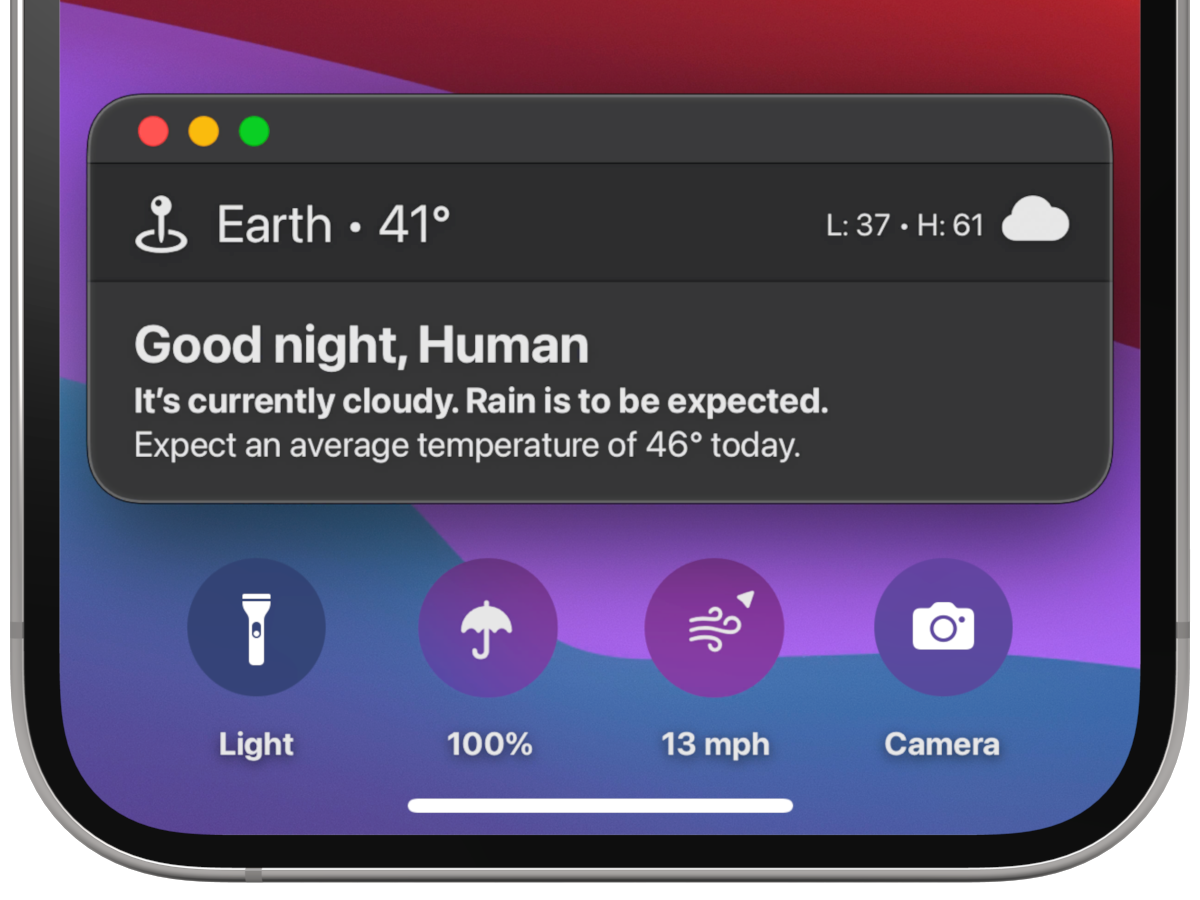 Earth • 41°
L: 37 • H: 61
Good night, Human
It’s currently cloudy. Rain is to be expected.
Expect an average temperature of 46° today.
Light
100%
13 mph
Camera